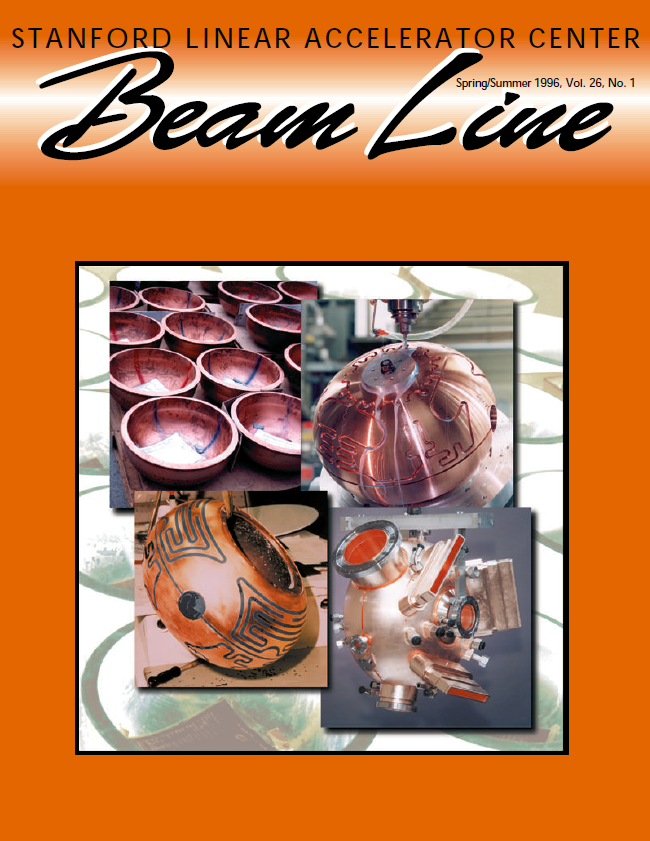 STANFORD LINEAR ACCELERATOR CENTER
Spring/Summer 1996, Vol. 26, No. 1
Beam Line